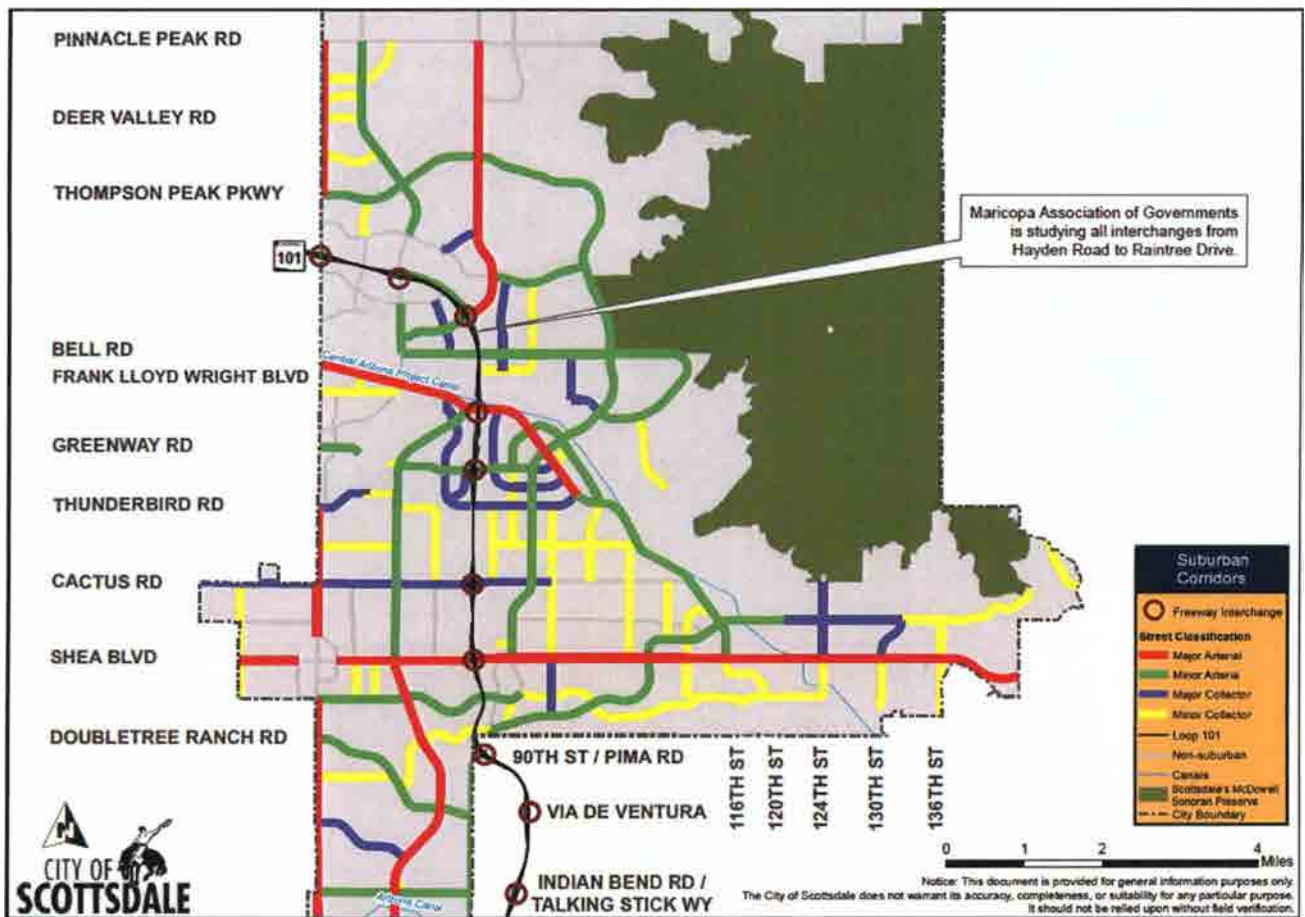 PINNACLE PEAK RD
DEER VALLEY RD
THOMPSON PEAK PKWY
Maricopa Association of Governments
is studying all interchanges from
Hayden Road to Raintree Drive.
101
BELL RD
FRANK LLOYD WRIGHT BLVD
Central Arizona Project Canal
GREENWAY RD
THUNDERBIRD RD
CACTUS RD
SHEA BLVD
DOUBLETREE RANCH RD
90TH ST / PIMA RD
VIA DE VENTURA
INDIAN BEND RD /
TALKING STICK WY
116TH ST
120TH ST
124TH ST
130TH ST
136TH ST
Arizona Canal
Suburban
Corridors
Freeway Interchange
Street Classification
Major Arterial
Minor Arterial
Major Collector
Minor Collector
Loop 101
Non-suburban
Canals
Scottsdale's McDowell
Sonoran Preserve
City Boundary
N
CITY OF
SCOTTSDALE
0 1 2 4
Miles
Notice: This document is provided for general information purposes only.
The City of Scottsdale does not warrant its accuracy, completeness, or suitability for any particular purpose.
It should not be relied upon without field verification.